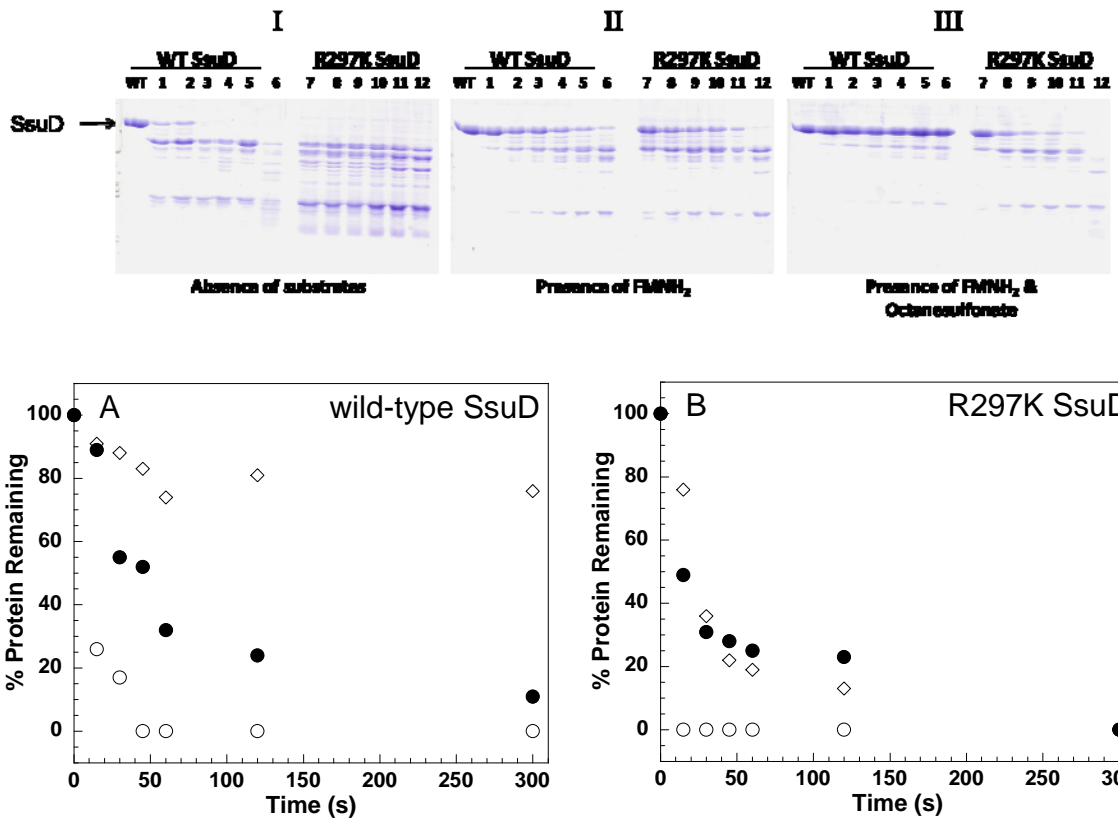 I II III
WT SsuD R297K SsuD WT SsuD R297K SsuD WT SsuD R297K SsuD
WT 1 2 3 4 5 6 7 8 9 10 11 12 WT 1 2 3 4 5 6 7 8 9 10 11 12 WT 1 2 3 4 5 6 7 8 9 10 11 12
SsuD
Absence of substrates Presence of FMNH₂ Presence of FMNH₂ &
Octanesulfonate
A wild-type SsuD
% Protein Remaining
100
80
60
40
20
0
0 50 100 150 200 250 300
Time (s)
B R297K SsuD
% Protein Remaining
100
80
60
40
20
0
0 50 100 150 200 250 300
Time (s)